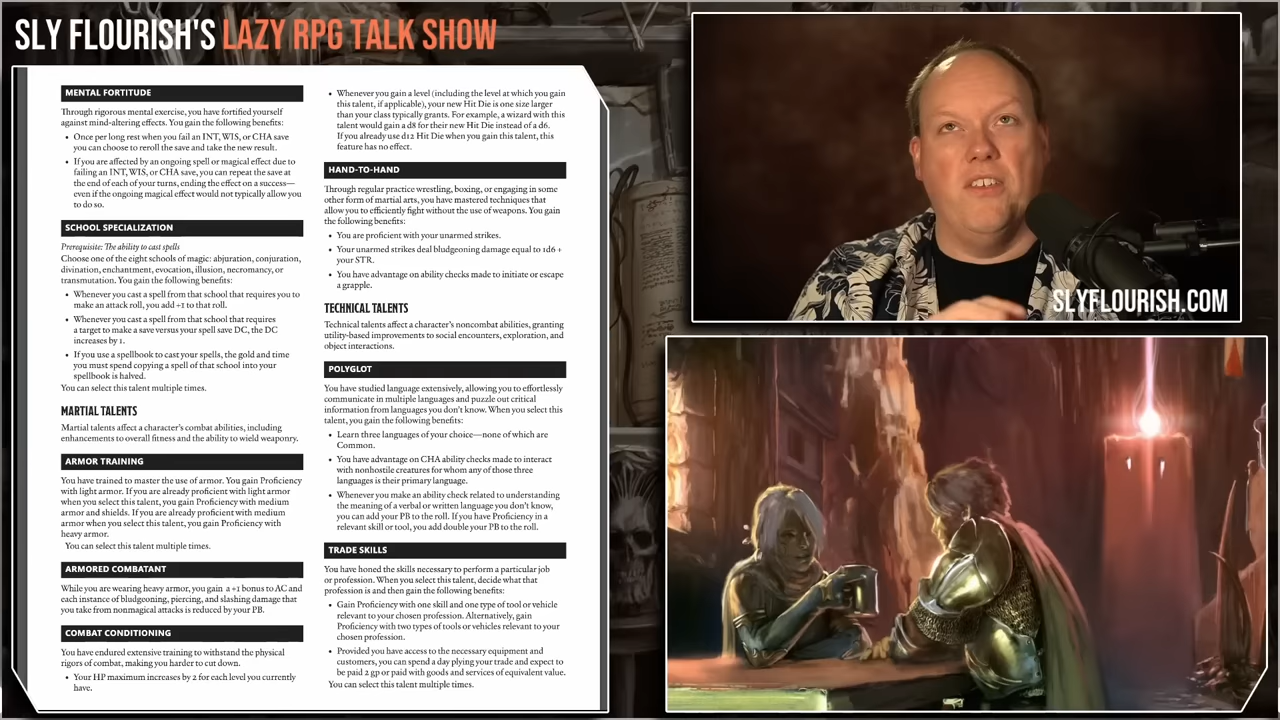 SLY FLOURISH'S LAZY RPG TALK SHOW
MENTAL FORTITUDE
Through rigorous mental exercise, you have fortified yourself
against mind-altering effects. You gain the following benefits:
• Once per long rest when you fail an INT, WIS, or CHA save
you can choose to reroll the save and take the new result.
• If you are affected by an ongoing spell or magical effect due to
failing an INT, WIS, or CHA save, you can repeat the save at
the end of each of your turns, ending the effect on a success—
even if the ongoing magical effect would not typically allow you
to do so.
SCHOOL SPECIALIZATION
Prerequisite: The ability to cast spells
Choose one of the eight schools of magic: abjuration, conjuration,
divination, enchantment, evocation, illusion, necromancy, or
transmutation. You gain the following benefits:
• Whenever you cast a spell from that school that requires you to
make an attack roll, you add +1 to that roll.
• Whenever you cast a spell from that school that requires
a target to make a save versus your spell save DC, the DC
increases by 1.
• If you use a spellbook to cast your spells, the gold and time
you must spend copying a spell of that school into your
spellbook is halved.
You can select this talent multiple times.
MARTIAL TALENTS
Martial talents affect a character's combat abilities, including
enhancements to overall fitness and the ability to wield weaponry.
ARMOR TRAINING
You have trained to master the use of armor. You gain Proficiency
with light armor. If you are already proficient with light armor
when you select this talent, you gain Proficiency with medium
armor and shields. If you are already proficient with medium
armor when you select this talent, you gain Proficiency with
heavy armor.
You can select this talent multiple times.
ARMORED COMBATANT
While you are wearing heavy armor, you gain a +1 bonus to AC and
each instance of bludgeoning, piercing, and slashing damage that
you take from nonmagical attacks is reduced by your PB.
COMBAT CONDITIONING
You have endured extensive training to withstand the physical
rigors of combat, making you harder to cut down.
• Your HP maximum increases by 2 for each level you currently
have.
• Whenever you gain a level (including the level at which you gain
this talent, if applicable), your new Hit Die is one size larger
than your class typically grants. For example, a wizard with this
talent would gain a d8 for their new Hit Die instead of a d6.
If you already use d12 Hit Die when you gain this talent, this
feature has no effect.
HAND-TO-HAND
Through regular practice wrestling, boxing, or engaging in some
other form of martial arts, you have mastered techniques that
allow you to efficiently fight without the use of weapons. You gain
the following benefits:
• You are proficient with your unarmed strikes.
• Your unarmed strikes deal bludgeoning damage equal to 1d6 +
your STR.
• You have advantage on ability checks made to initiate or escape
a grapple.
TECHNICAL TALENTS
Technical talents affect a character's noncombat abilities, granting
utility-based improvements to social encounters, exploration, and
object interactions.
POLYGLOT
You have studied language extensively, allowing you to effortlessly
communicate in multiple languages and puzzle out critical
information from languages you don't know. When you select this
talent, you gain the following benefits:
• Learn three languages of your choice—none of which are
Common.
• You have advantage on CHA ability checks made to interact
with nonhostile creatures for whom any of those three
languages is their primary language.
• Whenever you make an ability check related to understanding
the meaning of a verbal or written language you don't know,
you can add your PB to the roll. If you have Proficiency in a
relevant skill or tool, you add double your PB to the roll.
TRADE SKILLS
You have honed the skills necessary to perform a particular job
or profession. When you select this talent, decide what that
profession is and then gain the following benefits:
• Gain Proficiency with one skill and one type of tool or vehicle
relevant to your chosen profession. Alternatively, gain
Proficiency with two types of tools or vehicles relevant to your
chosen profession.
• Provided you have access to the necessary equipment and
customers, you can spend a day plying your trade and expect to
be paid 2 gp or paid with goods and services of equivalent value.
You can select this talent multiple times.
SLYFLOURISH.COM